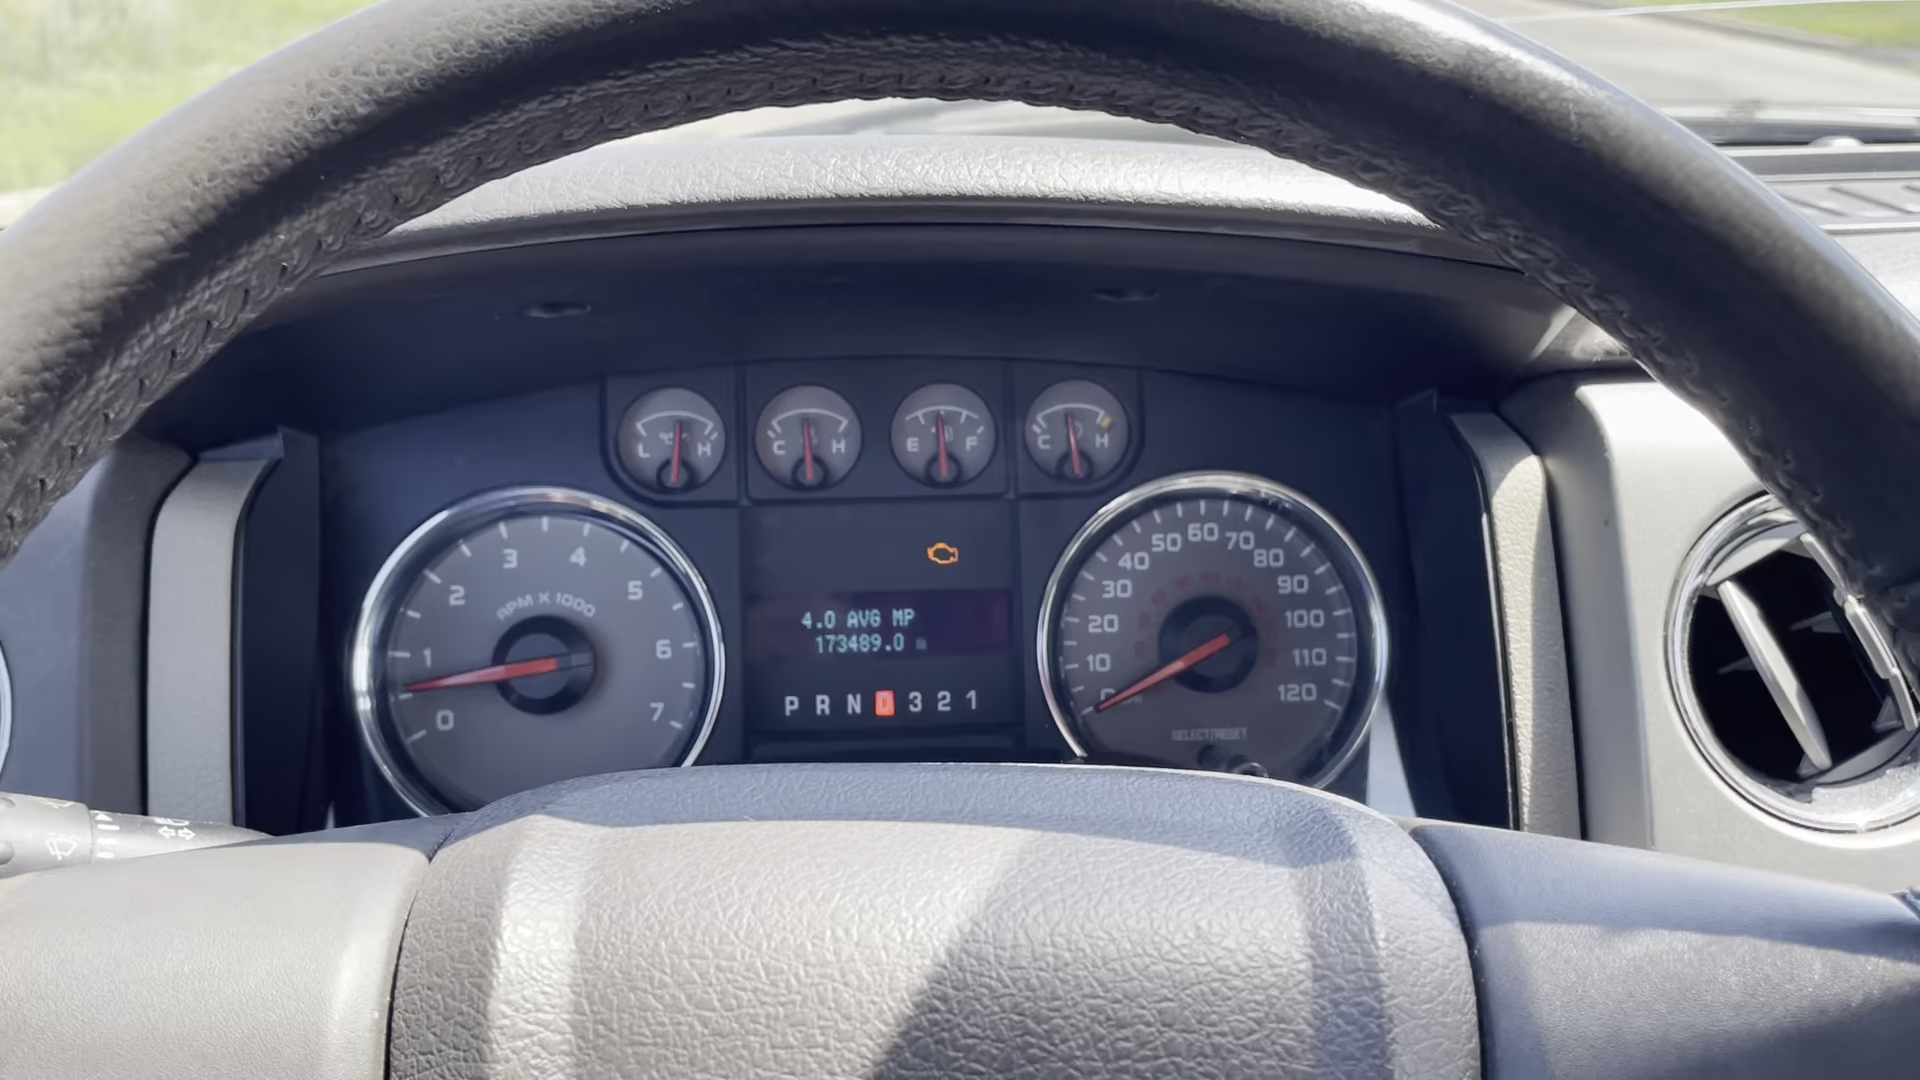 L H
C H
E F
C H
RPM X 1000
0 1 2 3 4 5 6 7
4.0 AVG MP
173489.0
P R N D 3 2 1
0 10 20 30 40 50 60 70 80 90 100 110 120
SELECT/RESET